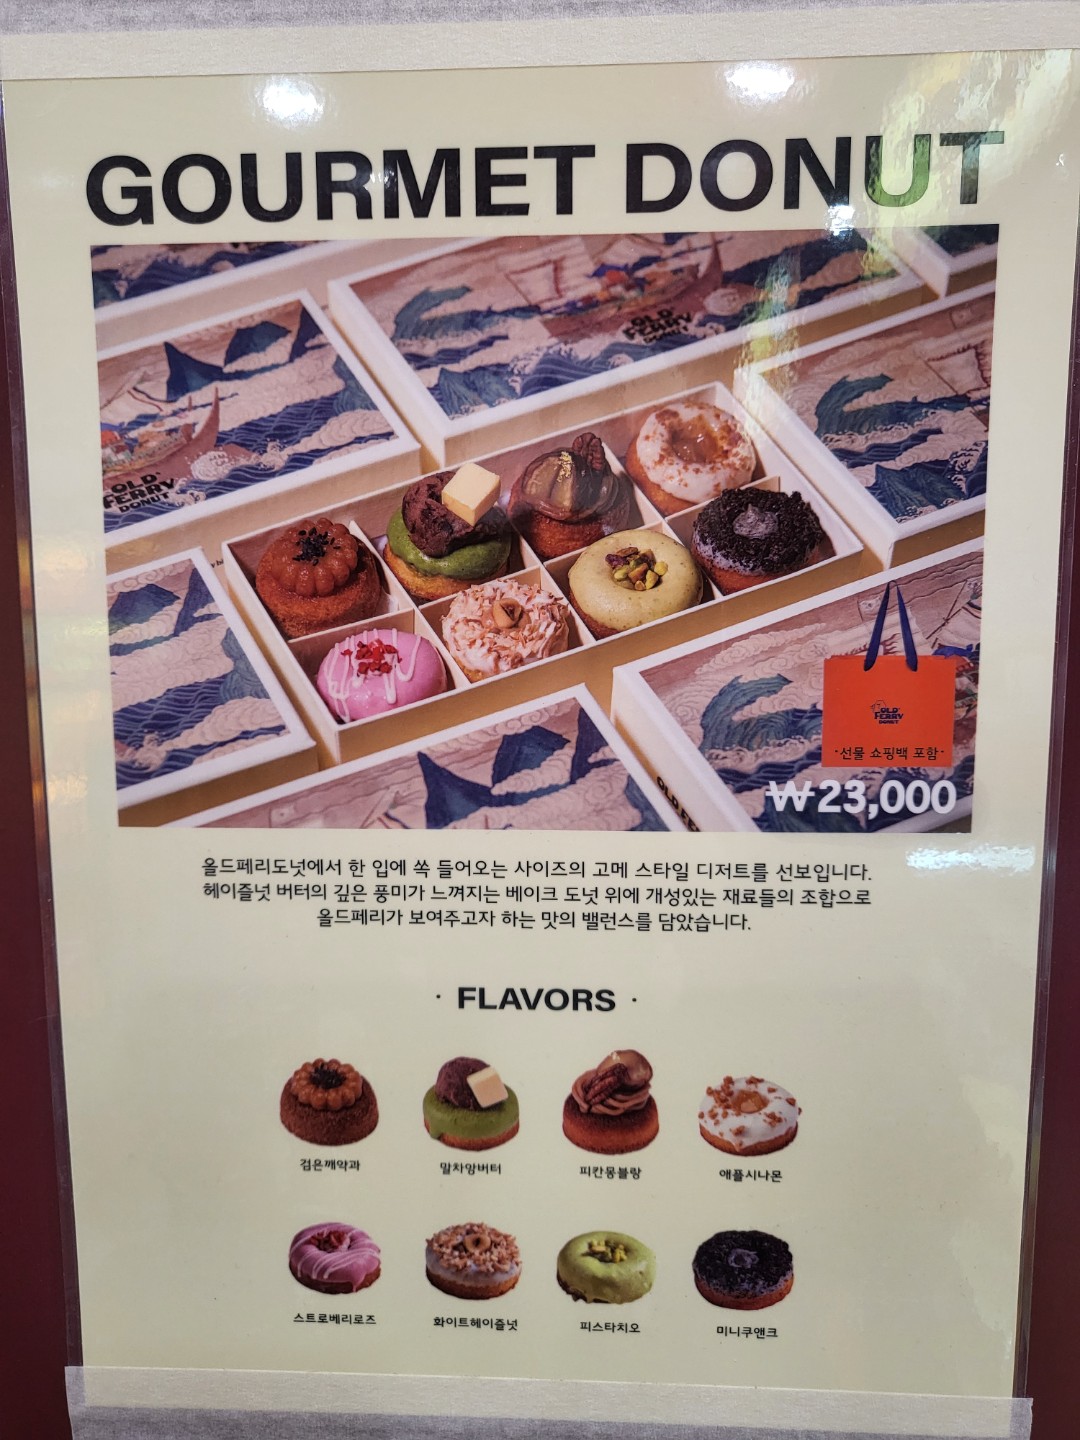 GOURMET DONUT
OLD
FERRY
DONUT
OLD
FERRY
DONUT
OLD
FERRY
DONUT
·선물 쇼핑백 포함·
₩23,000
올드페리도넛에서 한 입에 쏙 들어오는 사이즈의 고메 스타일 디저트를 선보입니다.
헤이즐넛 버터의 깊은 풍미가 느껴지는 베이크 도넛 위에 개성있는 재료들의 조합으로
올드페리가 보여주고자 하는 맛의 밸런스를 담았습니다.
· FLAVORS ·
검은깨약과
말차앙버터
피칸몽블랑
애플시나몬
스트로베리로즈
화이트헤이즐넛
피스타치오
미니쿠앤크